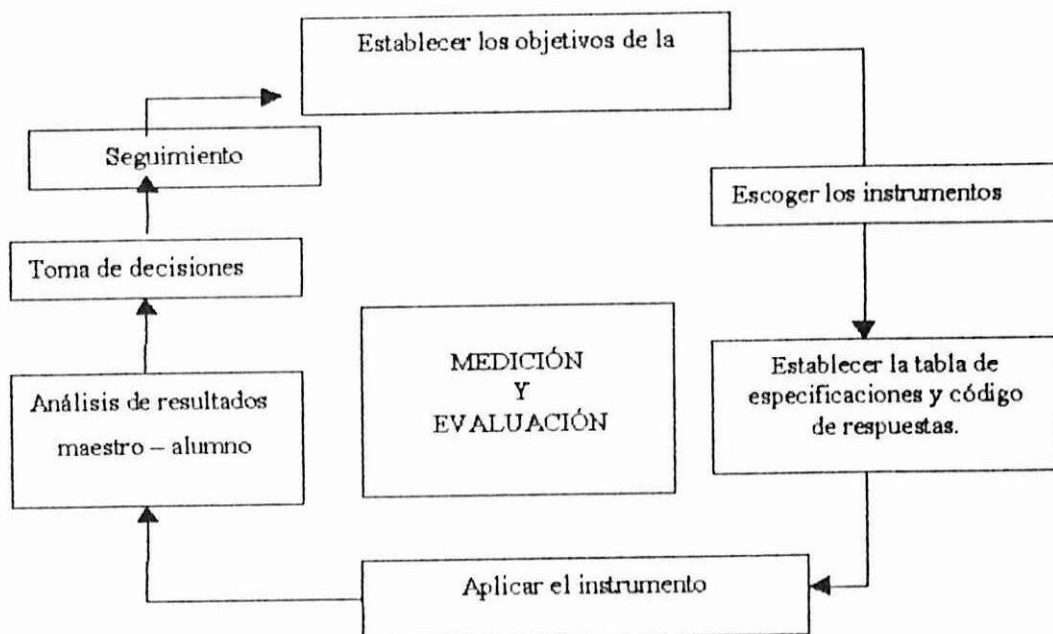 Establecer los objetivos de la
Seguimiento
Escoger los instrumentos
Toma de decisiones
MEDICIÓN
Y
EVALUACIÓN
Establecer la tabla de
especificaciones y código
de respuestas.
Análisis de resultados
maestro – alumno
Aplicar el instrumento